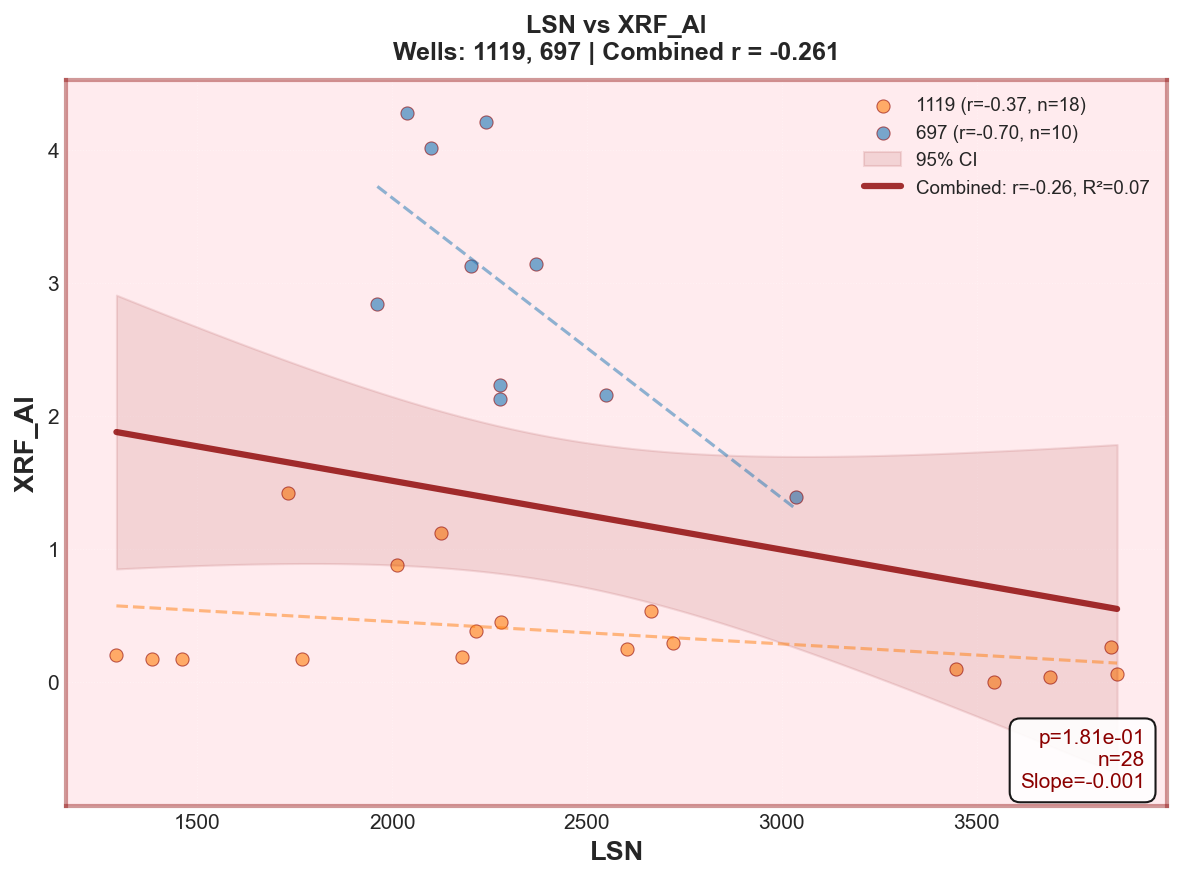 LSN vs XRF_Al
Wells: 1119, 697 | Combined r = -0.261
1119 (r=-0.37, n=18)
697 (r=-0.70, n=10)
95% CI
Combined: r=-0.26, R²=0.07
XRF_Al
4
3
2
1
0
p=1.81e-01
n=28
Slope=-0.001
1500
2000
2500
3000
3500
LSN